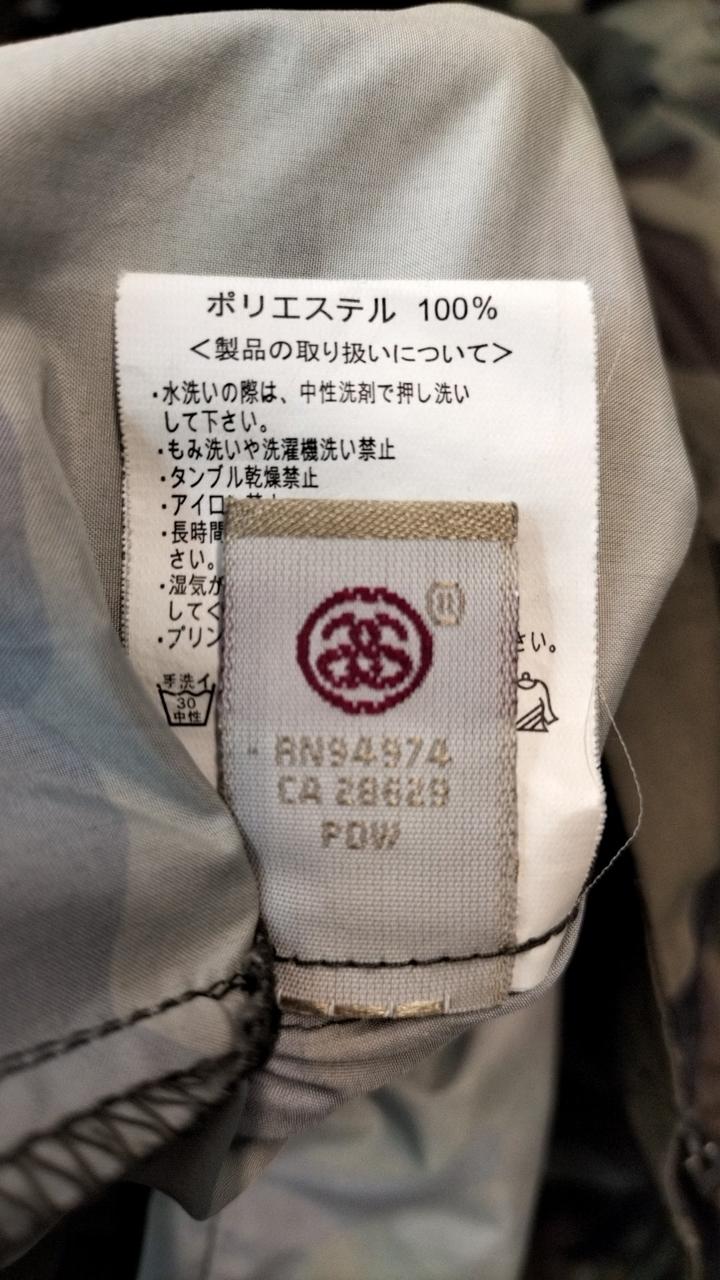 ポリエステル 100%
＜製品の取り扱いについて＞
・水洗いの際は、中性洗剤で押し洗い
して下さい。
・もみ洗いや洗濯機洗い禁止
・タンブル乾燥禁止
・アイロ
・長時間
さい。
・湿気が
してく
・プリン さい。
手洗イ
30
中性
R
RN94974
CA 28629
PDW